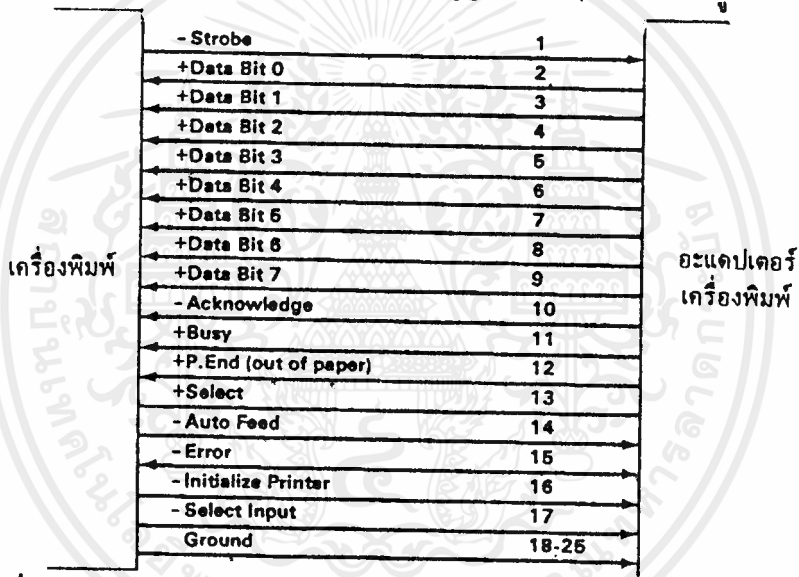 - Strobe 1
+Data Bit 0 2
+Data Bit 1 3
+Data Bit 2 4
+Data Bit 3 5
+Data Bit 4 6
+Data Bit 5 7
+Data Bit 6 8
+Data Bit 7 9
- Acknowledge 10
+Busy 11
+P.End (out of paper) 12
+Select 13
- Auto Feed 14
- Error 15
- Initialize Printer 16
- Select Input 17
Ground 18-25
เครื่องพิมพ์
อะแดปเตอร์
เครื่องพิมพ์